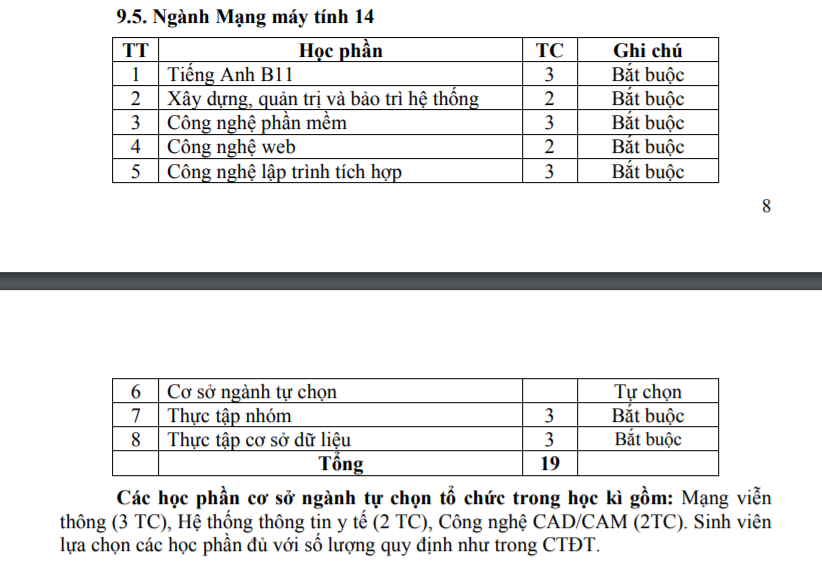 9.5. Ngành Mạng máy tính 14
TT Học phần TC Ghi chú
1 Tiếng Anh B11 3 Bắt buộc
2 Xây dựng, quản trị và bảo trì hệ thống 2 Bắt buộc
3 Công nghệ phần mềm 3 Bắt buộc
4 Công nghệ web 2 Bắt buộc
5 Công nghệ lập trình tích hợp 3 Bắt buộc
8
6 Cơ sở ngành tự chọn Tự chọn
7 Thực tập nhóm 3 Bắt buộc
8 Thực tập cơ sở dữ liệu 3 Bắt buộc
Tổng 19
Các học phần cơ sở ngành tự chọn tổ chức trong học kì gồm: Mạng viễn
thông (3 TC), Hệ thống thông tin y tế (2 TC), Công nghệ CAD/CAM (2TC). Sinh viên
lựa chọn các học phần đủ với số lượng quy định như trong CTĐT.